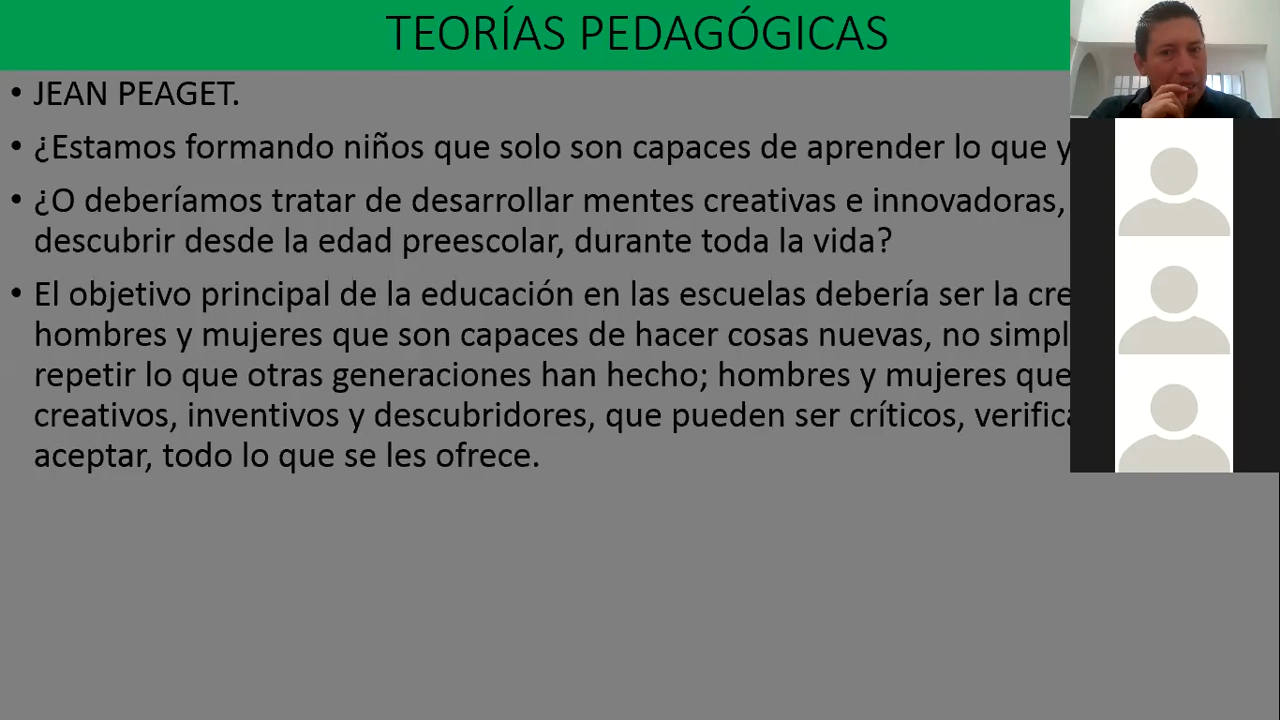 TEORÍAS PEDAGÓGICAS
• JEAN PEAGET.
• ¿Estamos formando niños que solo son capaces de aprender lo que y
• ¿O deberíamos tratar de desarrollar mentes creativas e innovadoras,
descubrir desde la edad preescolar, durante toda la vida?
• El objetivo principal de la educación en las escuelas debería ser la cre
hombres y mujeres que son capaces de hacer cosas nuevas, no simpl
repetir lo que otras generaciones han hecho; hombres y mujeres que
creativos, inventivos y descubridores, que pueden ser críticos, verifica
aceptar, todo lo que se les ofrece.